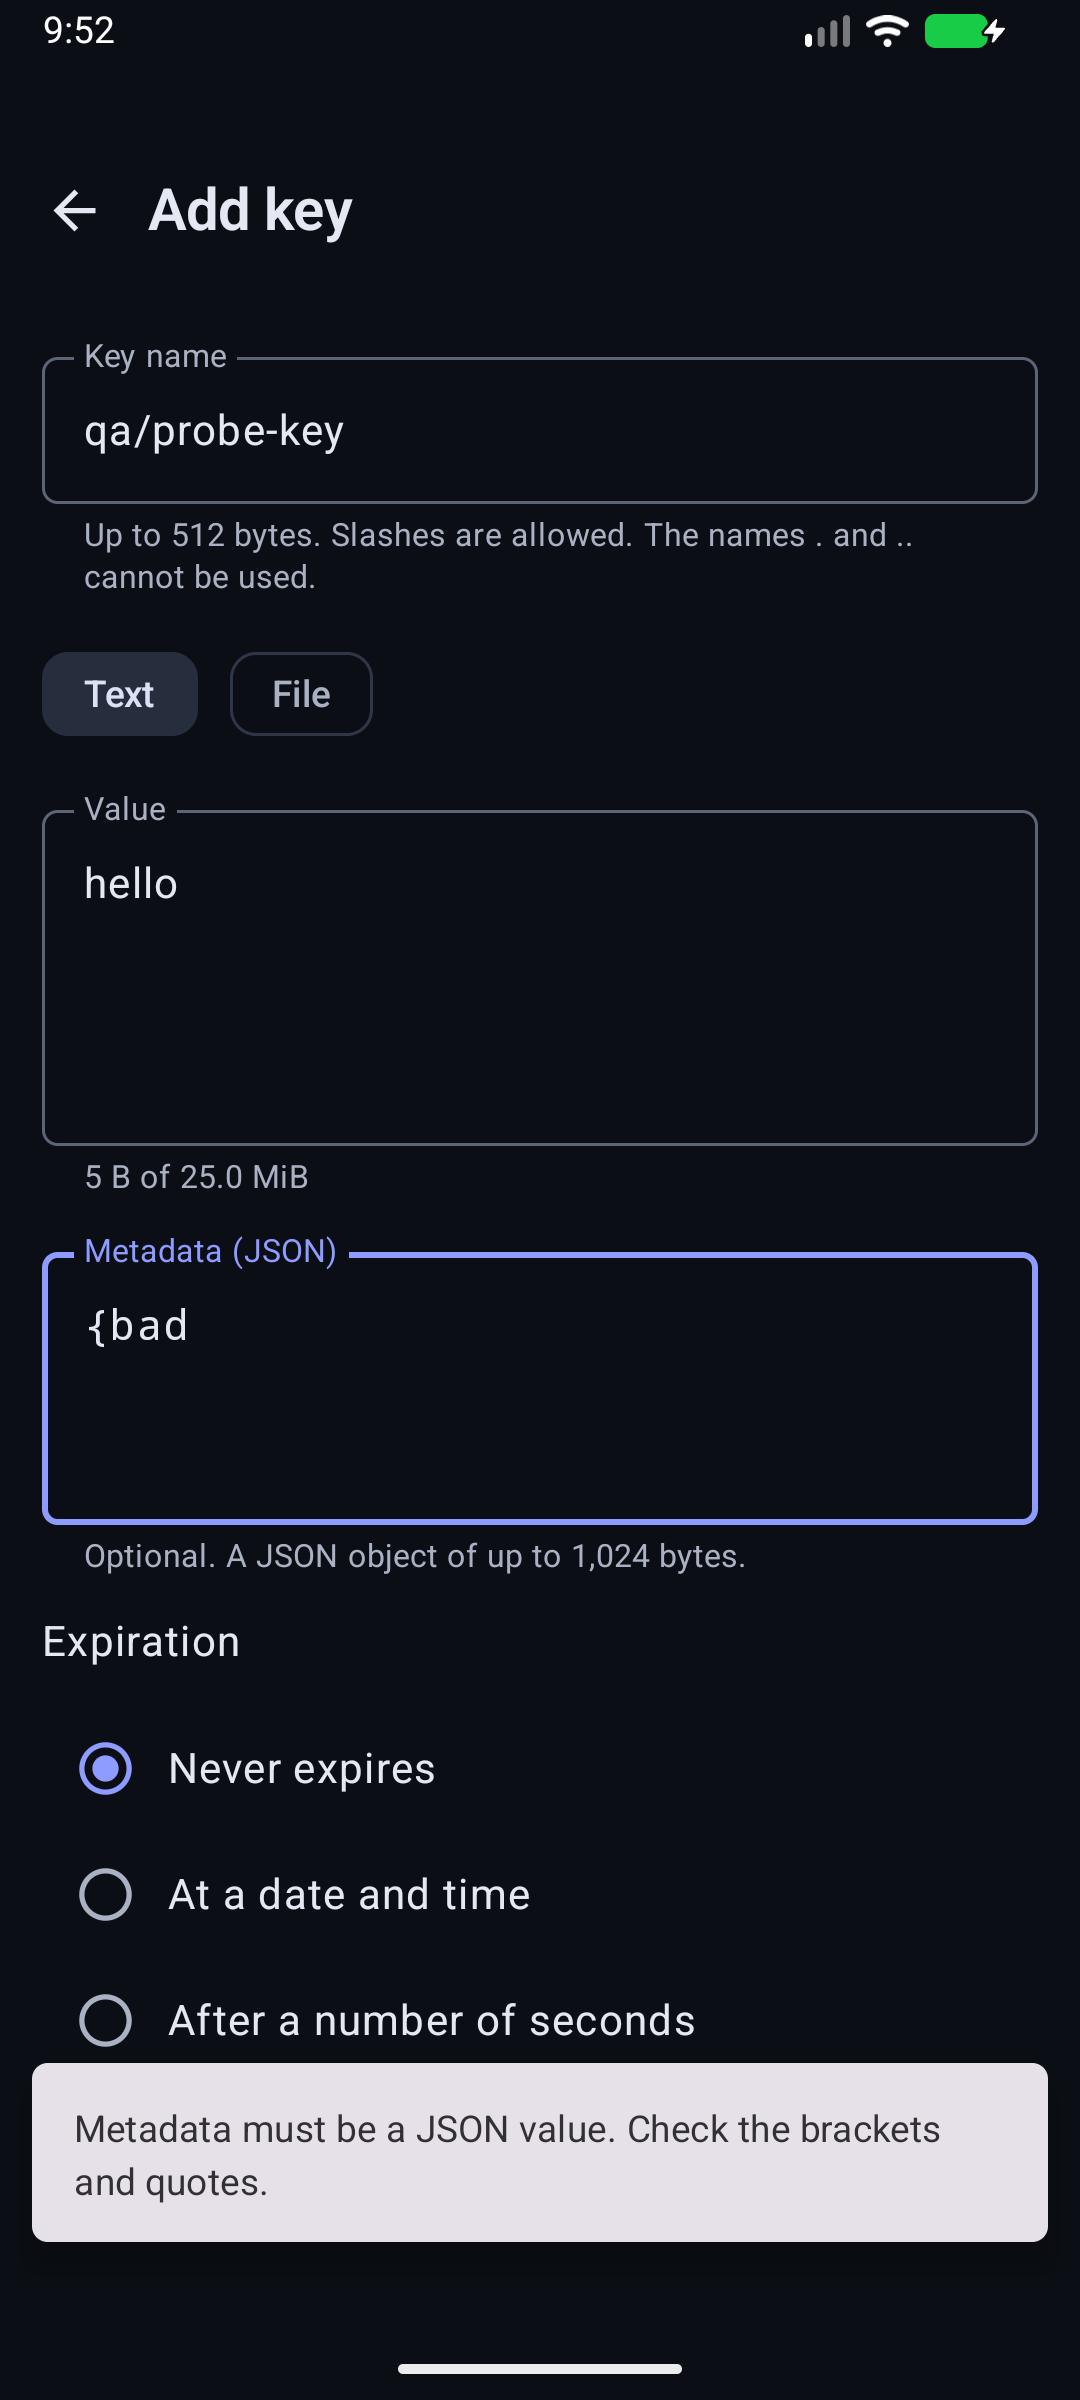 9:52
Add key
Key name
qa/probe-key
Up to 512 bytes. Slashes are allowed. The names . and ..
cannot be used.
Text
File
Value
hello
5 B of 25.0 MiB
Metadata (JSON)
{bad
Optional. A JSON object of up to 1,024 bytes.
Expiration
Never expires
At a date and time
After a number of seconds
Metadata must be a JSON value. Check the brackets
and quotes.